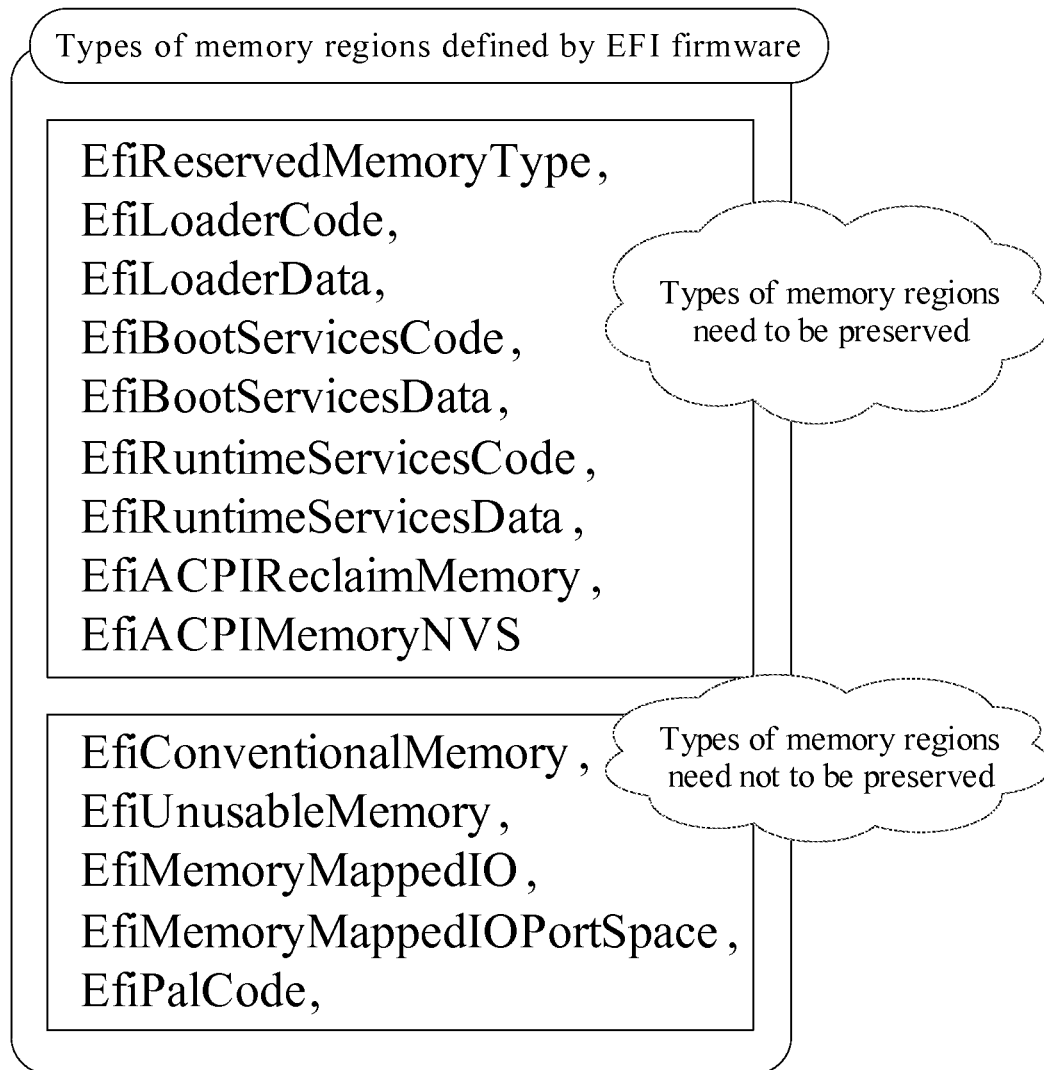 Types of memory regions defined by EFI firmware
EfiReservedMemoryType,
EfiLoaderCode,
EfiLoaderData,
EfiBootServicesCode,
EfiBootServicesData,
EfiRuntimeServicesCode,
EfiRuntimeServicesData,
EfiACPIReclaimMemory,
EfiACPIMemoryNVS
Types of memory regions
need to be preserved
EfiConventionalMemory,
EfiUnusableMemory,
EfiMemoryMappedIO,
EfiMemoryMappedIOPortSpace,
EfiPalCode,
Types of memory regions
need not to be preserved